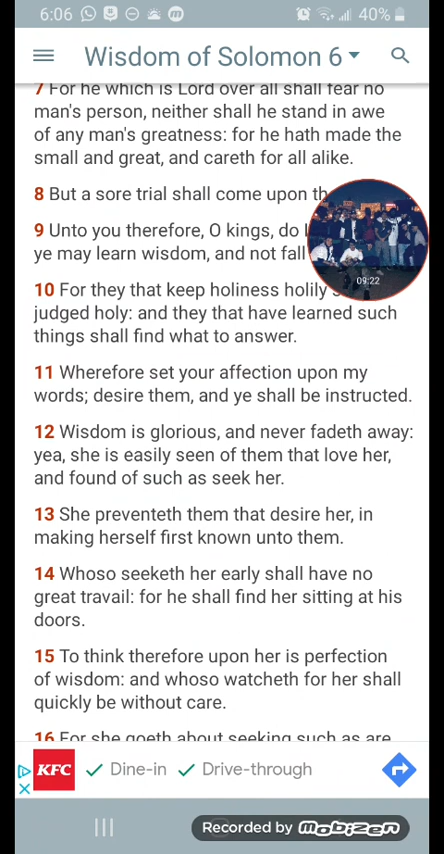 6:06 40%
Wisdom of Solomon 6
7 For he which is Lord over all shall fear no
man's person, neither shall he stand in awe
of any man's greatness: for he hath made the
small and great, and careth for all alike.
8 But a sore trial shall come upon
9 Unto you therefore, O kings, do
ye may learn wisdom, and not fall
09:22
10 For they that keep holiness holily
judged holy: and they that have learned such
things shall find what to answer.
11 Wherefore set your affection upon my
words; desire them, and ye shall be instructed.
12 Wisdom is glorious, and never fadeth away:
yea, she is easily seen of them that love her,
and found of such as seek her.
13 She preventeth them that desire her, in
making herself first known unto them.
14 Whoso seeketh her early shall have no
great travail: for he shall find her sitting at his
doors.
15 To think therefore upon her is perfection
of wisdom: and whoso watcheth for her shall
quickly be without care.
16 For she goeth about seeking such as are
KFC Dine-in Drive-through
Recorded by mobizen